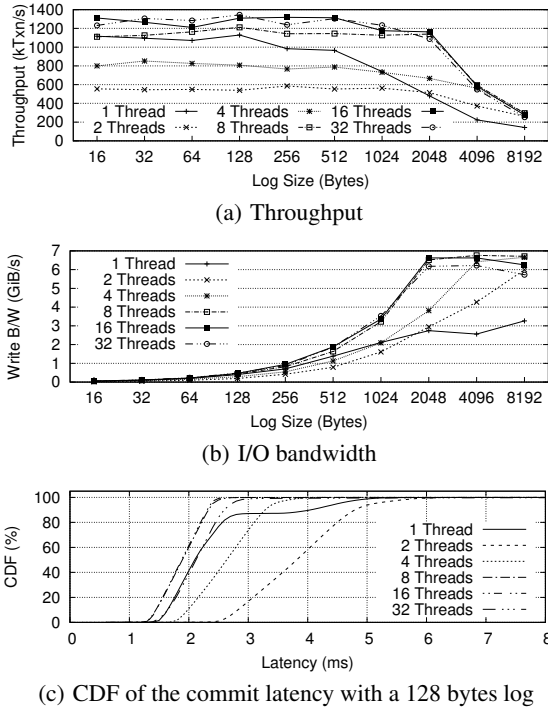 1400
1200
1000
800
600
400
200
0
Throughput (kTxn/s)
1 Thread 4 Threads 16 Threads
2 Threads 8 Threads 32 Threads
16 32 64 128 256 512 1024 2048 4096 8192
Log Size (Bytes)
(a) Throughput
7
6
5
4
3
2
1
0
Write B/W (GiB/s)
1 Thread
2 Threads
4 Threads
8 Threads
16 Threads
32 Threads
16 32 64 128 256 512 1024 2048 4096 8192
Log Size (Bytes)
(b) I/O bandwidth
100
80
60
40
20
0
CDF (%)
1 Thread
2 Threads
4 Threads
8 Threads
16 Threads
32 Threads
0 1 2 3 4 5 6 7 8
Latency (ms)
(c) CDF of the commit latency with a 128 bytes log